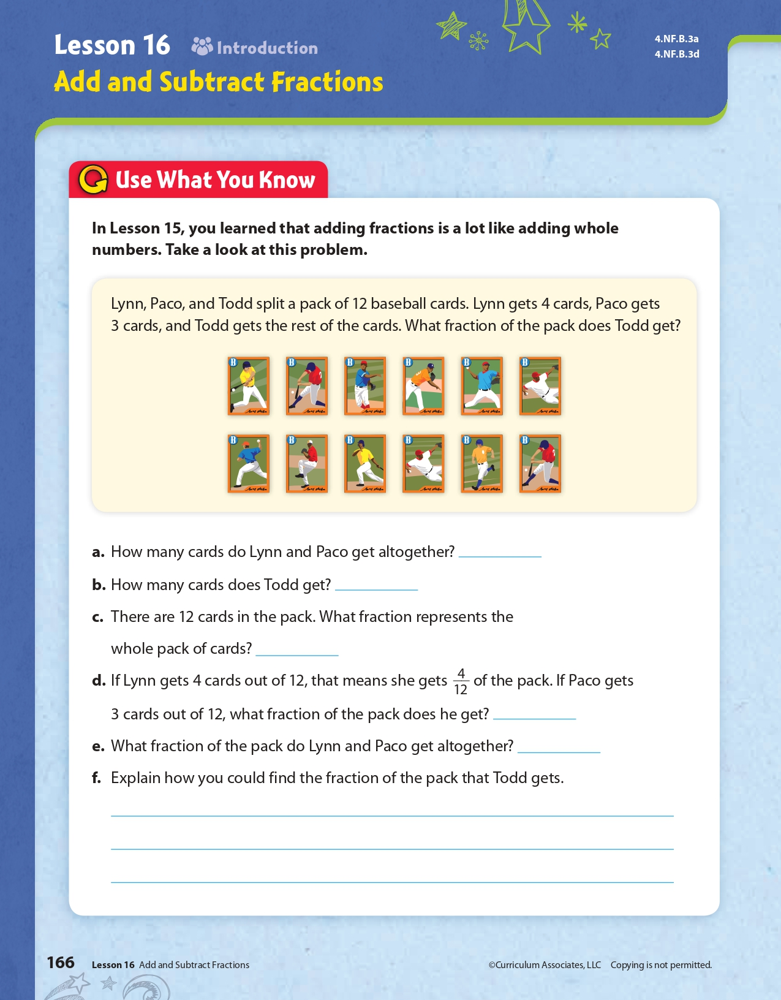 Lesson 16 Introduction
4.NF.B.3a
4.NF.B.3d
Add and Subtract Fractions
Use What You Know
In Lesson 15, you learned that adding fractions is a lot like adding whole
numbers. Take a look at this problem.
Lynn, Paco, and Todd split a pack of 12 baseball cards. Lynn gets 4 cards, Paco gets
3 cards, and Todd gets the rest of the cards. What fraction of the pack does Todd get?
B B B B B B
B B B B B B
a. How many cards do Lynn and Paco get altogether?
b. How many cards does Todd get?
c. There are 12 cards in the pack. What fraction represents the
whole pack of cards?
d. If Lynn gets 4 cards out of 12, that means she gets 4/12 of the pack. If Paco gets
3 cards out of 12, what fraction of the pack does he get?
e. What fraction of the pack do Lynn and Paco get altogether?
f. Explain how you could find the fraction of the pack that Todd gets.
166 Lesson 16 Add and Subtract Fractions ©Curriculum Associates, LLC Copying is not permitted.